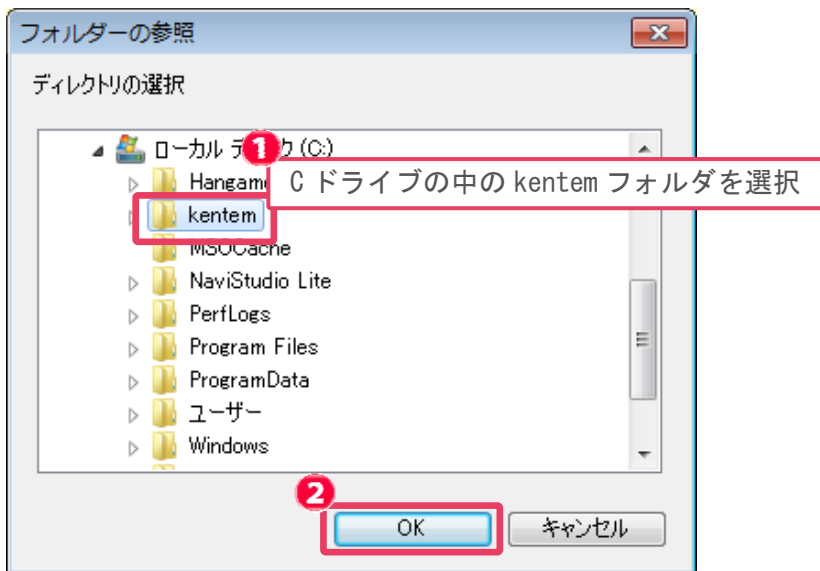 フォルダーの参照
ディレクトリの選択
ローカル デ
1
ク (C:)
Hangame
C ドライブの中の kentem フォルダを選択
kentem
MSOCache
NaviStudio Lite
PerfLogs
Program Files
ProgramData
ユーザー
Windows
2
OK
キャンセル